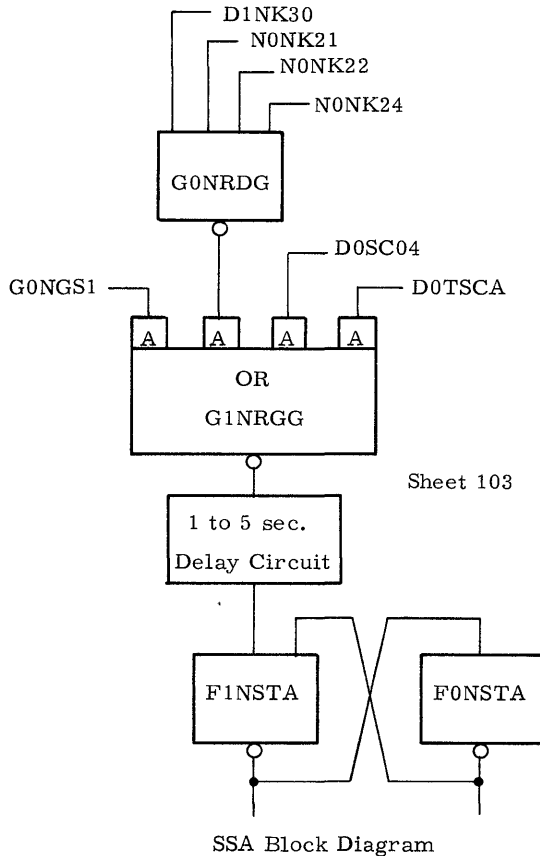 D1NK30
N0NK21
N0NK22
N0NK24
G0NRDG
D0SC04
G0NGS1
D0TSCA
A A A A
OR
G1NRGG
Sheet 103
1 to 5 sec.
Delay Circuit
F1NSTA F0NSTA
SSA Block Diagram